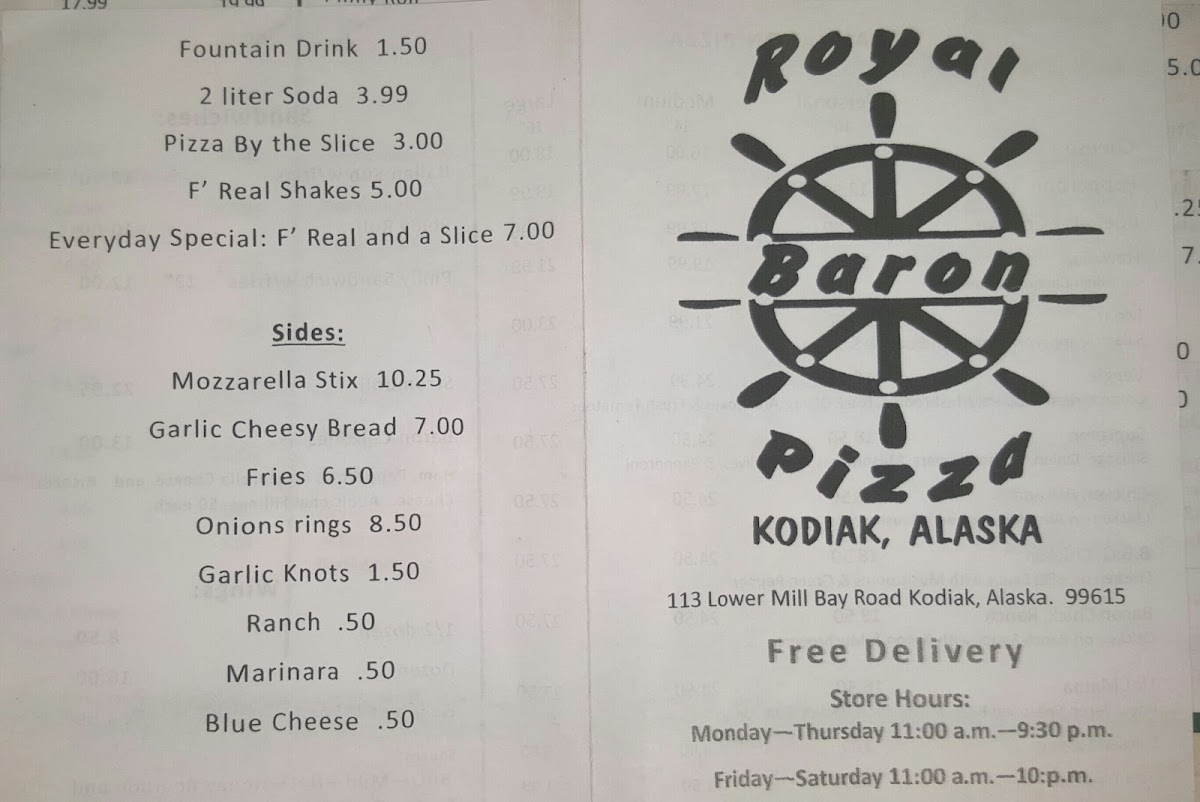 Fountain Drink 1.50
2 liter Soda 3.99
Pizza By the Slice 3.00
F' Real Shakes 5.00
Everyday Special: F' Real and a Slice 7.00
Sides:
Mozzarella Stix 10.25
Garlic Cheesy Bread 7.00
Fries 6.50
Onions rings 8.50
Garlic Knots 1.50
Ranch .50
Marinara .50
Blue Cheese .50
Royal
Baron
Pizza
KODIAK, ALASKA
113 Lower Mill Bay Road Kodiak, Alaska. 99615
Free Delivery
Store Hours:
Monday—Thursday 11:00 a.m.—9:30 p.m.
Friday—Saturday 11:00 a.m.—10:p.m.